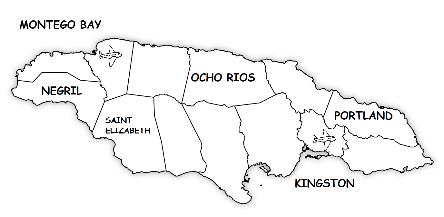 MONTEGO BAY
OCHO RIOS
NEGRIL
PORTLAND
SAINT
ELIZABETH
KINGSTON